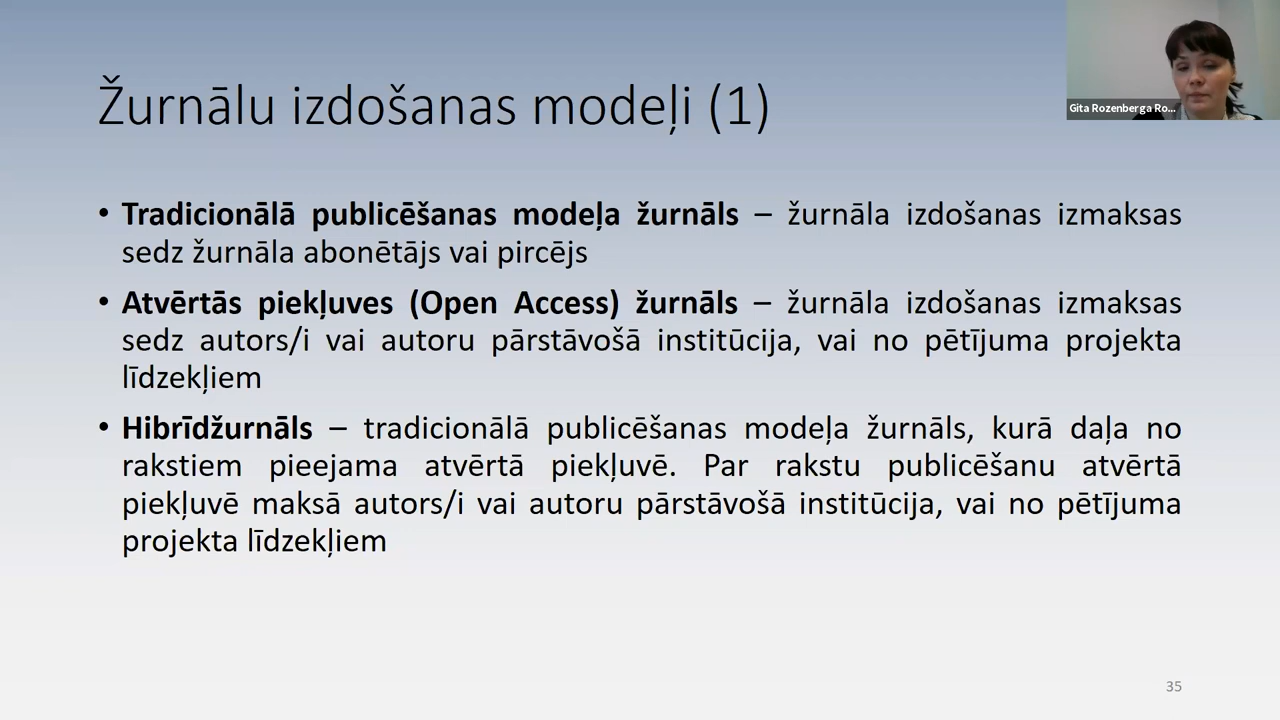 Žurnālu izdošanas modeļi (1)
Gita Rozenberga Ro...
• Tradicionālā publicēšanas modeļa žurnāls – žurnāla izdošanas izmaksas
sedz žurnāla abonētājs vai pircējs
• Atvērtās piekļuves (Open Access) žurnāls – žurnāla izdošanas izmaksas
sedz autors/i vai autoru pārstāvošā institūcija, vai no pētījuma projekta
līdzekļiem
• Hibrīdžurnāls – tradicionālā publicēšanas modeļa žurnāls, kurā daļa no
rakstiem pieejama atvērtā piekļuvē. Par rakstu publicēšanu atvērtā
piekļuvē maksā autors/i vai autoru pārstāvošā institūcija, vai no pētījuma
projekta līdzekļiem
35